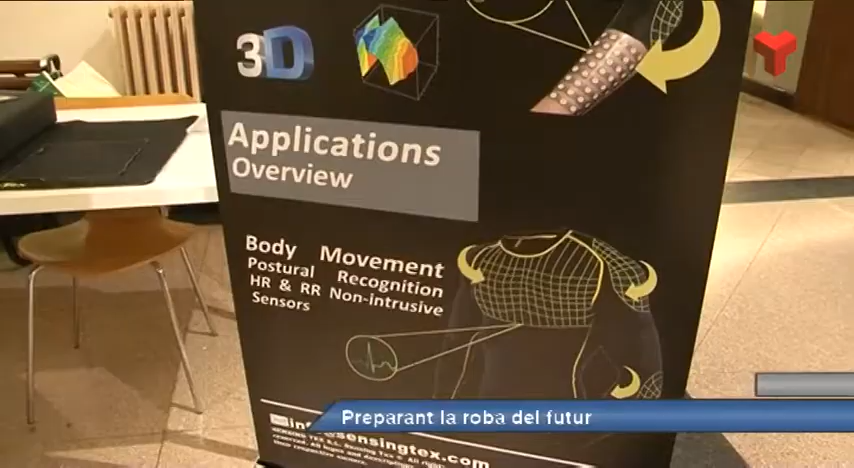 3D
Applications
Overview
Body Movement
Postural Recognition
HR & RR Non-intrusive
Sensors
info@sensingtex.com
Preparant la roba del futur